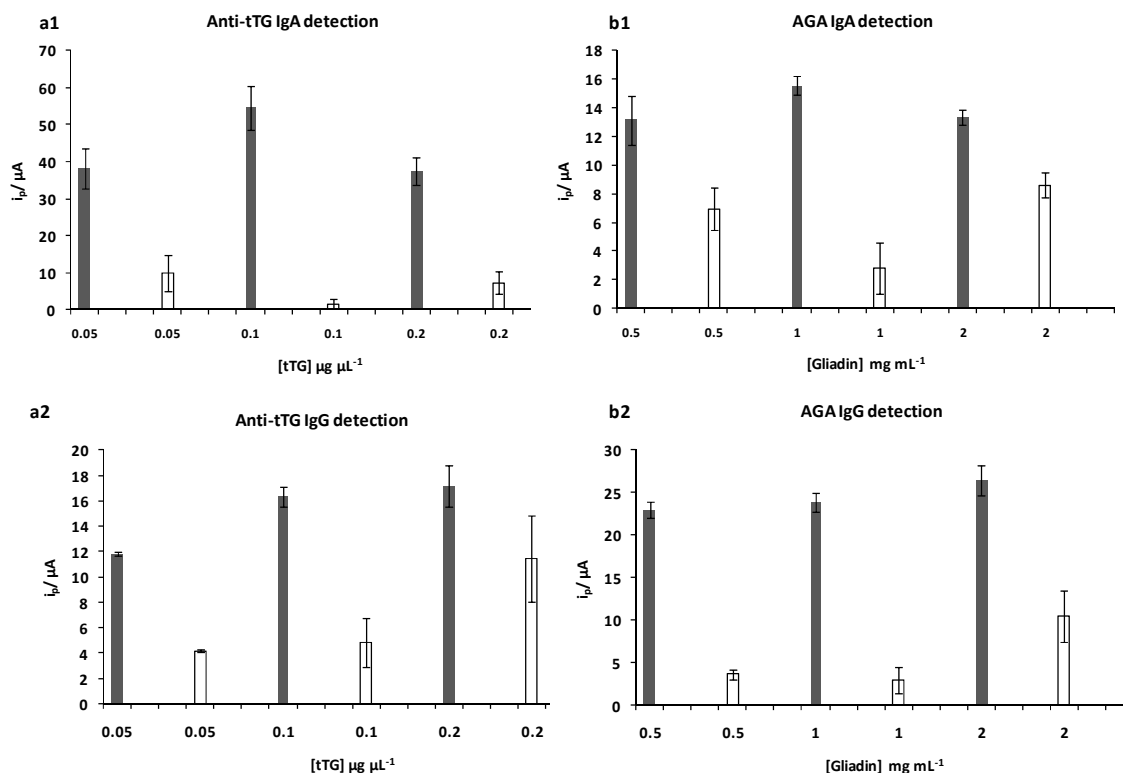 a1
Anti-tTG IgA detection
70
60
50
40
30
20
10
0
iₚ/ µA
0.05 0.05 0.1 0.1 0.2 0.2
[tTG] µg µL⁻¹
b1
AGA IgA detection
18
16
14
12
10
8
6
4
2
0
iₚ/ µA
0.5 0.5 1 1 2 2
[Gliadin] mg mL⁻¹
a2
Anti-tTG IgG detection
20
18
16
14
12
10
8
6
4
2
0
iₚ/ µA
0.05 0.05 0.1 0.1 0.2 0.2
[tTG] µg µL⁻¹
b2
AGA IgG detection
30
25
20
15
10
5
0
iₚ/ µA
0.5 0.5 1 1 2 2
[Gliadin] mg mL⁻¹